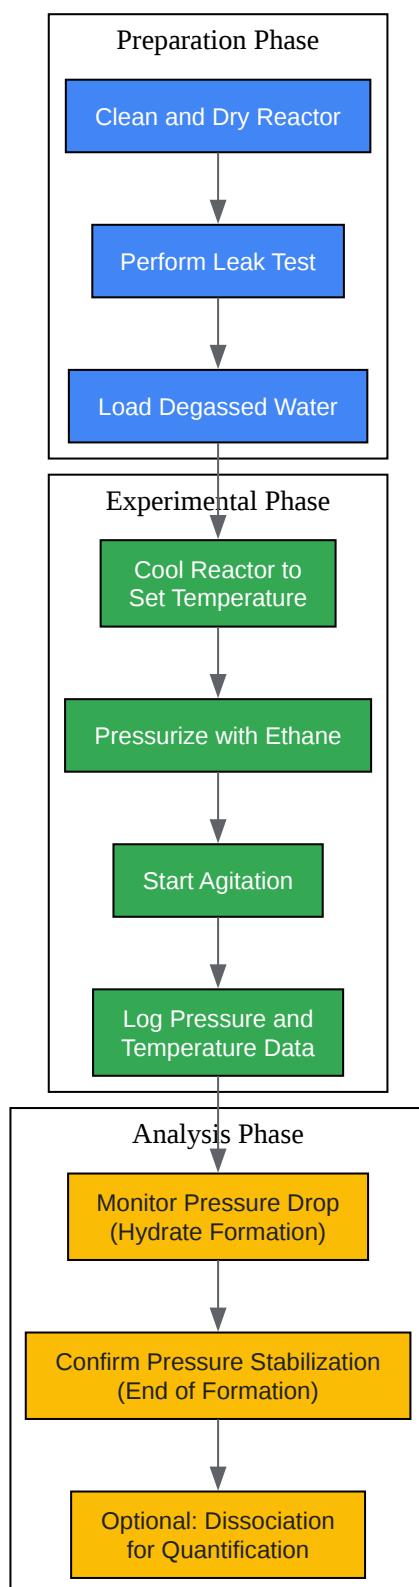 Preparation Phase
Clean and Dry Reactor
Perform Leak Test
Load Degassed Water
Experimental Phase
Cool Reactor to
Set Temperature
Pressurize with Ethane
Start Agitation
Log Pressure and
Temperature Data
Analysis Phase
Monitor Pressure Drop
(Hydrate Formation)
Confirm Pressure Stabilization
(End of Formation)
Optional: Dissociation
for Quantification